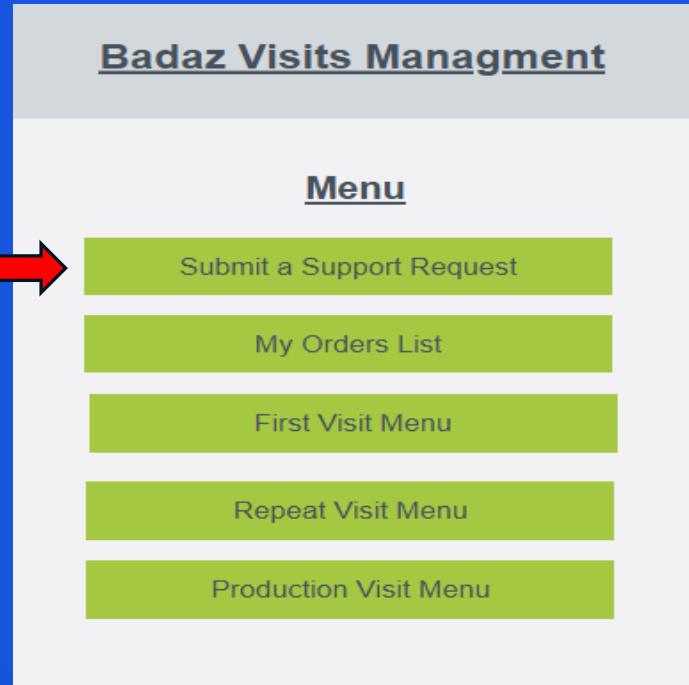 Badaz Visits Managment
Menu
Submit a Support Request
My Orders List
First Visit Menu
Repeat Visit Menu
Production Visit Menu